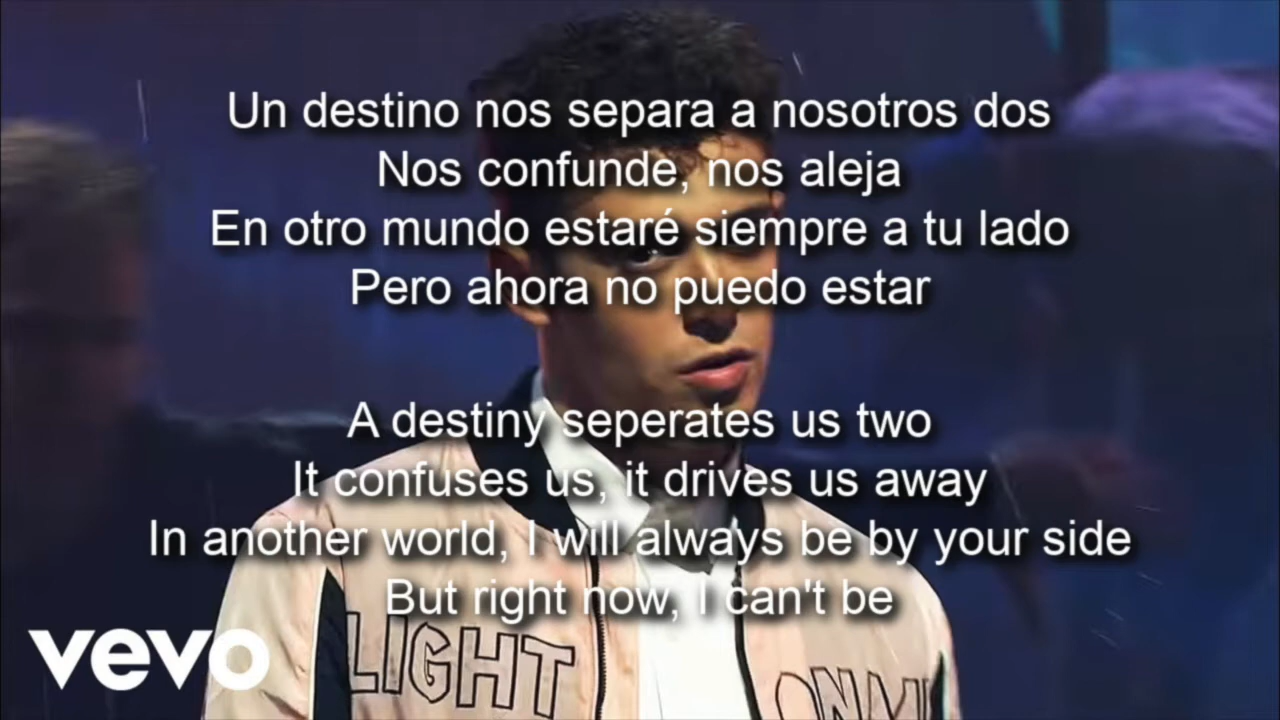 Un destino nos separa a nosotros dos
Nos confunde, nos aleja
En otro mundo estaré siempre a tu lado
Pero ahora no puedo estar
A destiny seperates us two
It confuses us, it drives us away
In another world, I will always be by your side
But right now, I can't be
LIGHT
vevo